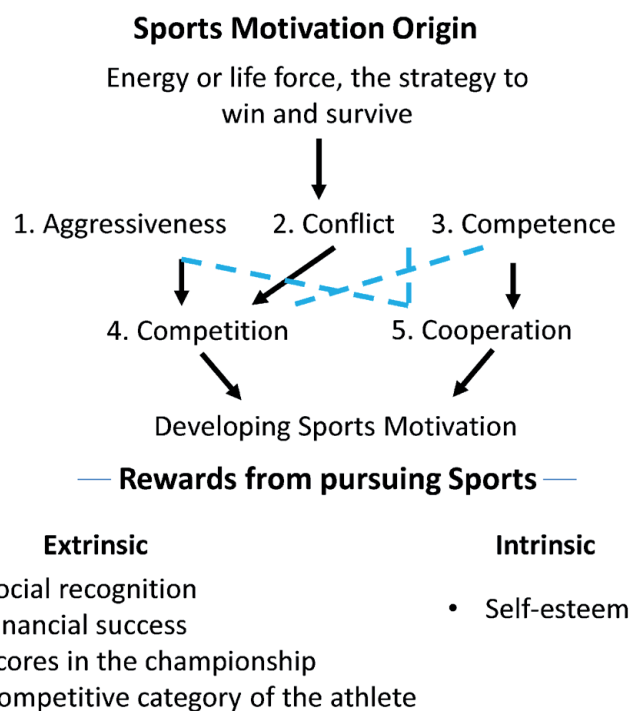 Sports Motivation Origin
Energy or life force, the strategy to
win and survive
1. Aggressiveness 2. Conflict 3. Competence
4. Competition 5. Cooperation
Developing Sports Motivation
Rewards from pursuing Sports
Extrinsic Intrinsic
ocial recognition
• Self-esteem
nancial success
cores in the championship
ompetitive category of the athlete